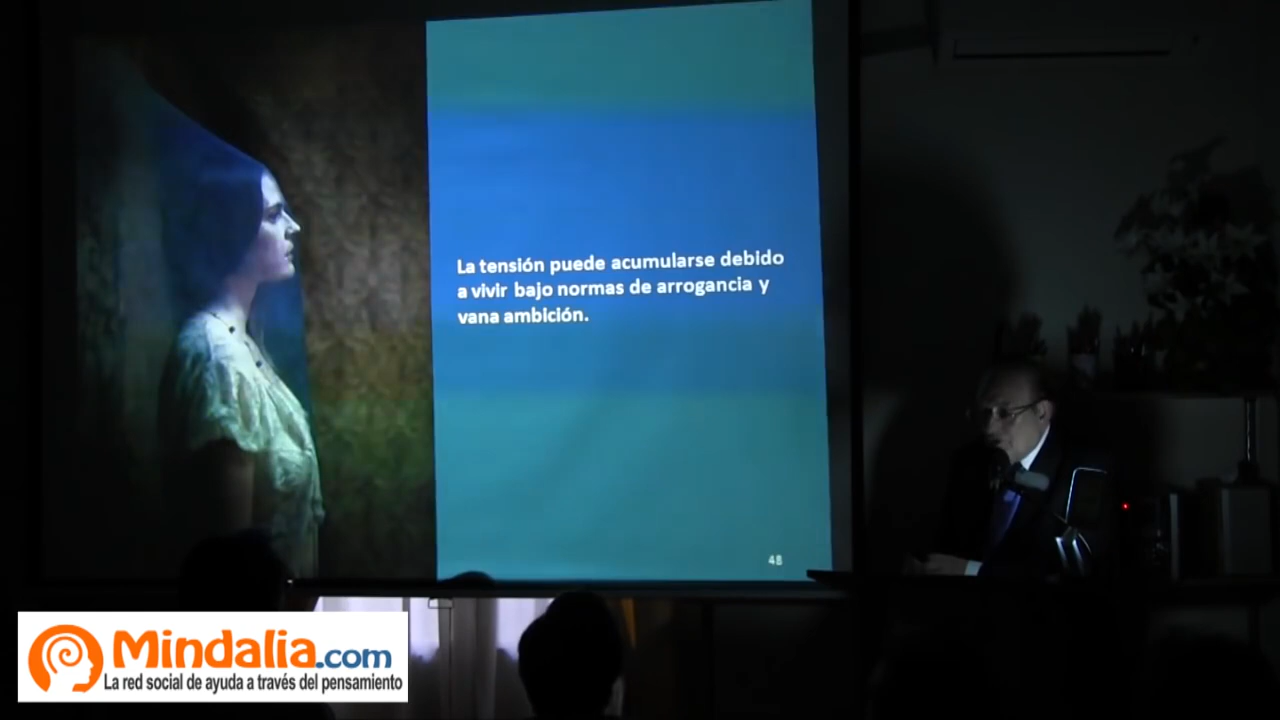 La tensión puede acumularse debido
a vivir bajo normas de arrogancia y
vana ambición.
48
Mindalia.com
La red social de ayuda a través del pensamiento